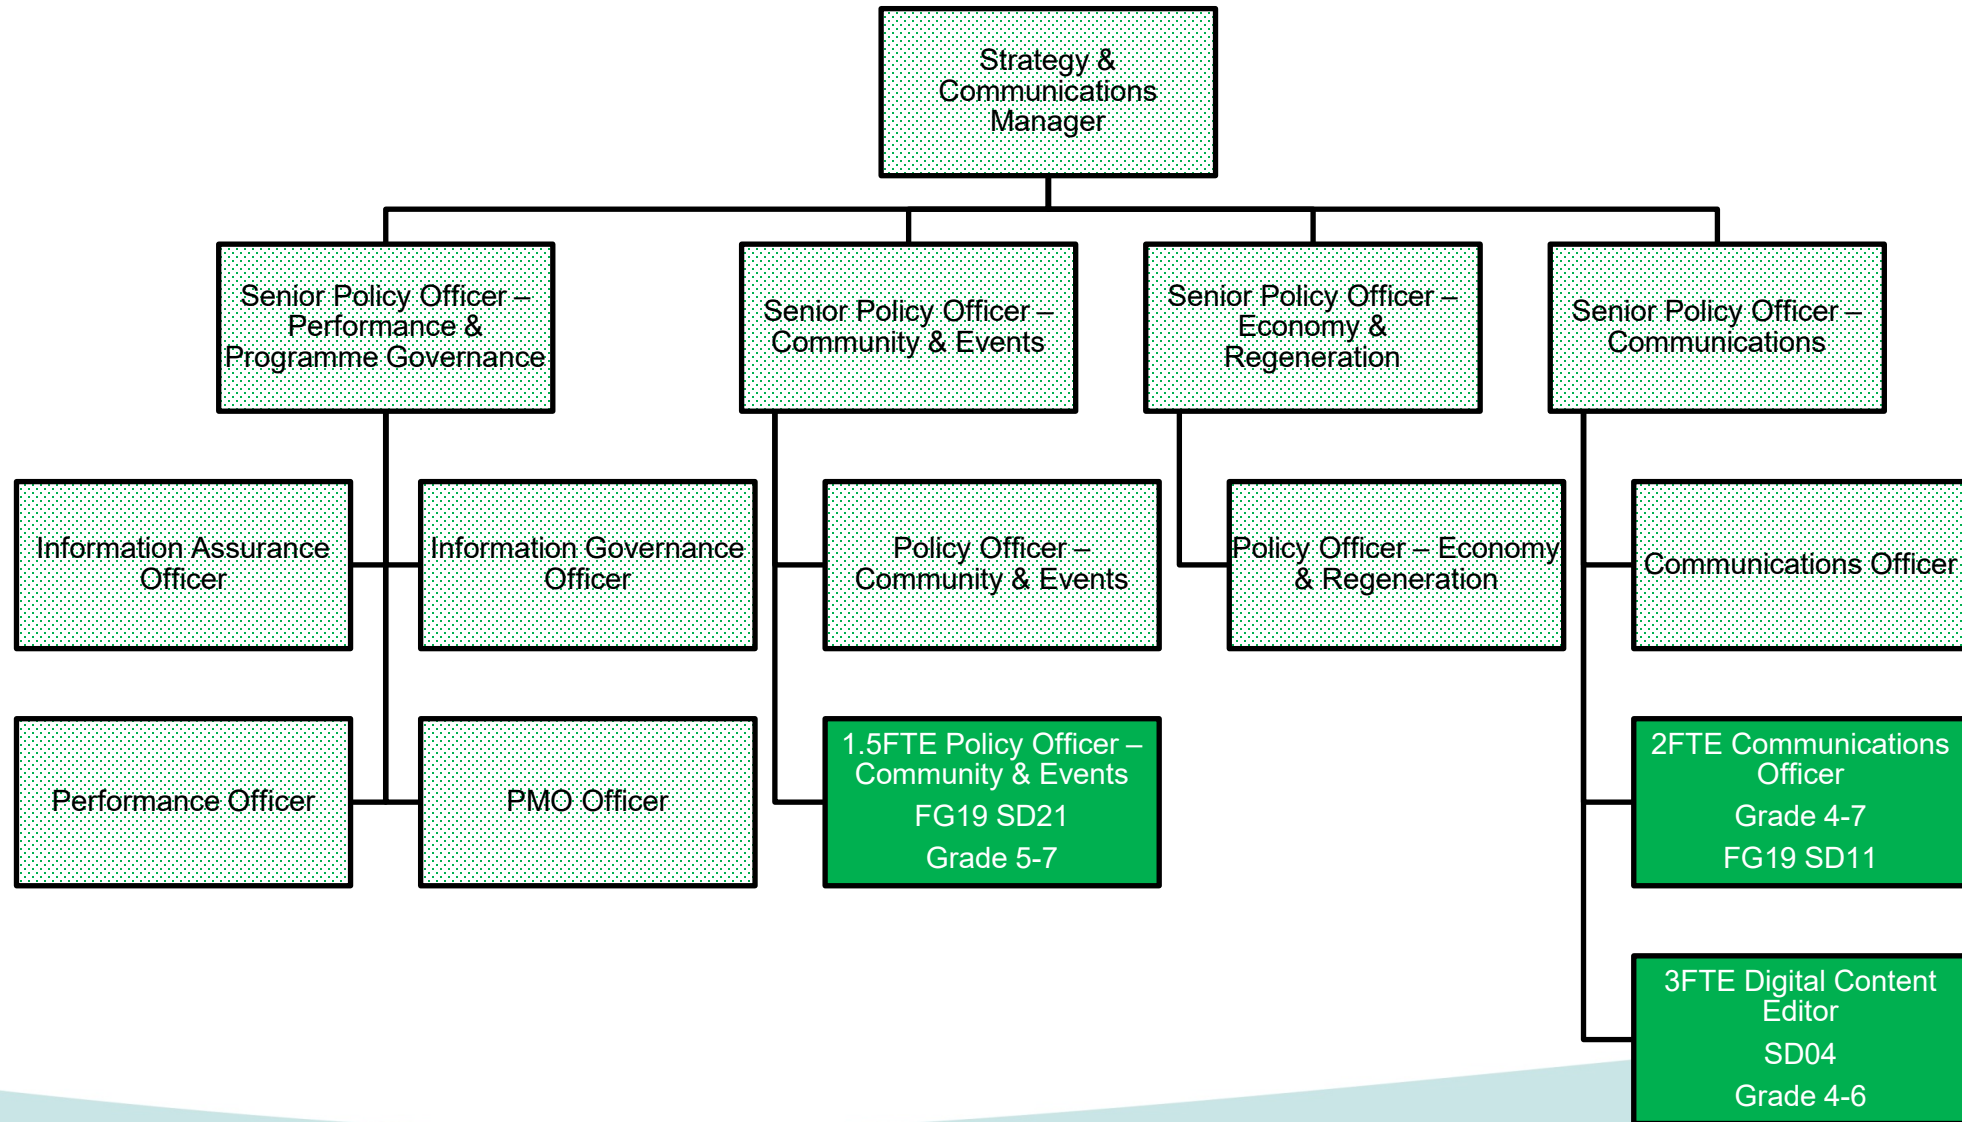 Strategy &
Communications
Manager
Senior Policy Officer –
Performance &
Programme Governance
Senior Policy Officer –
Community & Events
Senior Policy Officer –
Economy &
Regeneration
Senior Policy Officer –
Communications
Information Assurance
Officer
Information Governance
Officer
Policy Officer –
Community & Events
Policy Officer – Economy
& Regeneration
Communications Officer
Performance Officer
PMO Officer
1.5FTE Policy Officer –
Community & Events
FG19 SD21
Grade 5-7
2FTE Communications
Officer
Grade 4-7
FG19 SD11
3FTE Digital Content
Editor
SD04
Grade 4-6